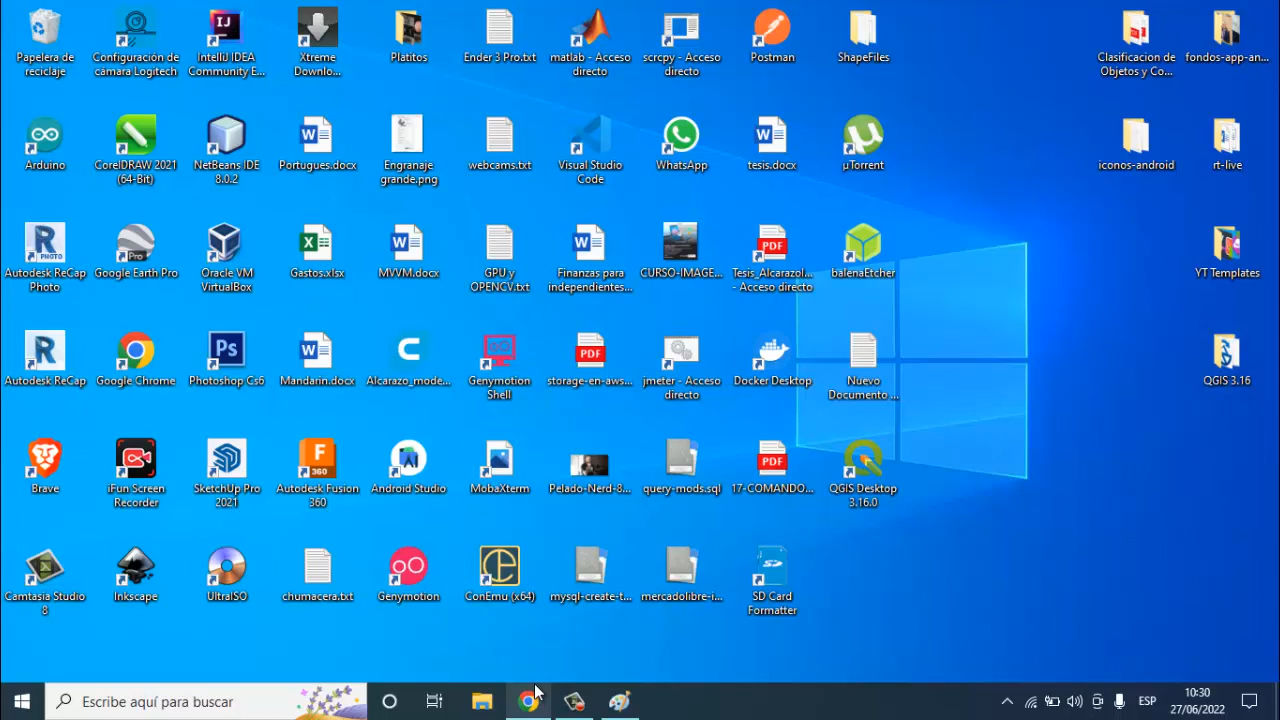 Papelera de
reciclaje
Configuración de
cámara Logitech
IntelliJ IDEA
Community E...
Xtreme
Downlo...
Platitos
Ender 3 Pro.txt
matlab - Acceso
directo
scrcpy - Acceso
directo
Postman
ShapeFiles
Clasificacion de
Objetos y Co...
fondos-app-an...
Arduino
CorelDRAW 2021
(64-Bit)
NetBeans IDE
8.0.2
Portugues.docx
Engranaje
grande.png
webcams.txt
Visual Studio
Code
WhatsApp
tesis.docx
µTorrent
iconos-android
rt-live
Autodesk ReCap
Photo
Google Earth Pro
Oracle VM
VirtualBox
Gastos.xlsx
MVVM.docx
GPU y
OPENCV.txt
Finanzas para
independientes...
CURSO-IMAGE...
Tesis_Alcarazol...
- Acceso directo
balenaEtcher
YT Templates
Autodesk ReCap
Google Chrome
Photoshop Cs6
Mandarin.docx
Alcarazo_mode...
Genymotion
Shell
storage-en-aws...
jmeter - Acceso
directo
Docker Desktop
Nuevo
Documento ...
QGIS 3.16
Brave
iFun Screen
Recorder
SketchUp Pro
2021
Autodesk Fusion
360
Android Studio
MobaXterm
Pelado-Nerd-8...
query-mods.sql
17-COMANDO...
QGIS Desktop
3.16.0
Camtasia Studio
8
Inkscape
UltraISO
chumacera.txt
Genymotion
ConEmu (x64)
mysql-create-t...
mercadolibre-i...
SD Card
Formatter
Escribe aquí para buscar
ESP
10:30
27/06/2022